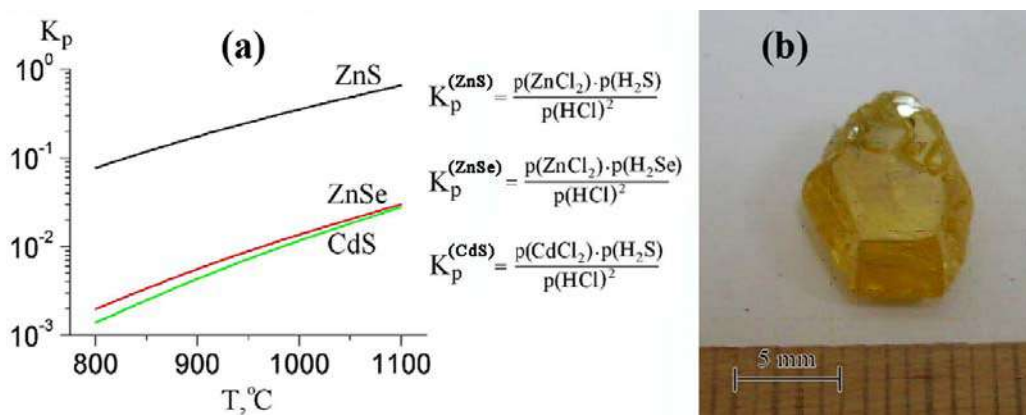 (a)
K_p
10^0
10^-1
10^-2
10^-3
ZnS
ZnSe
CdS
800 900 1000 1100
T,°C
K_p^(ZnS) = p(ZnCl_2)·p(H_2S) / p(HCl)^2
K_p^(ZnSe) = p(ZnCl_2)·p(H_2Se) / p(HCl)^2
K_p^(CdS) = p(CdCl_2)·p(H_2S) / p(HCl)^2
(b)
5 mm